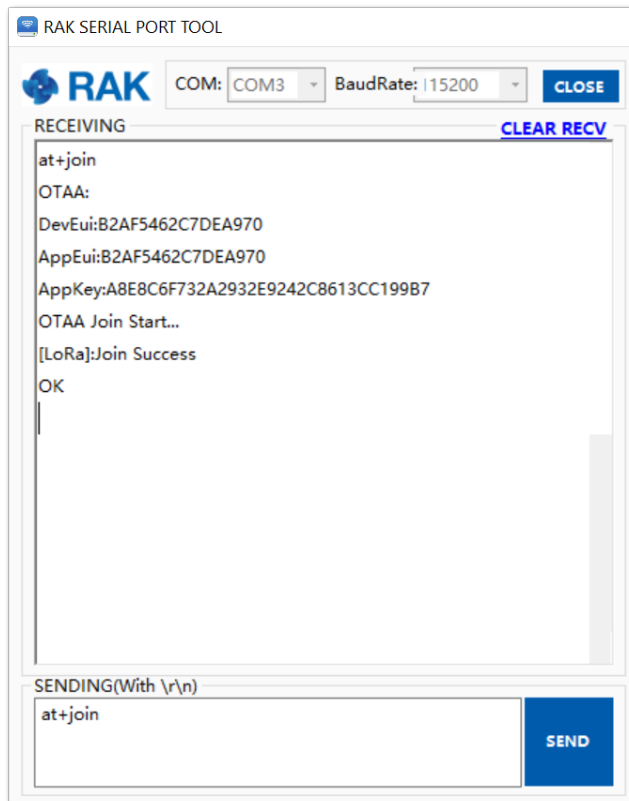 RAK SERIAL PORT TOOL
RAK COM: COM3 BaudRate: 115200 CLOSE
RECEIVING CLEAR RECV
at+join
OTAA:
DevEui:B2AF5462C7DEA970
AppEui:B2AF5462C7DEA970
AppKey:A8E8C6F732A2932E9242C8613CC199B7
OTAA Join Start...
[LoRa]:Join Success
OK
SENDING(With \r\n)
at+join
SEND